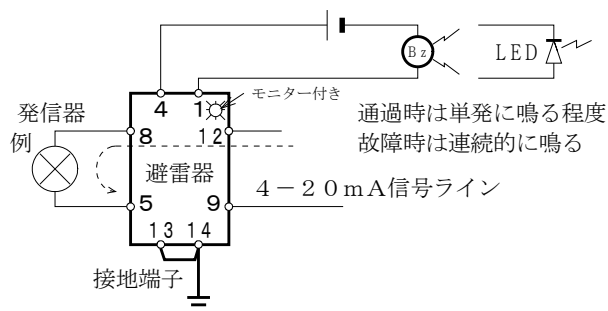 Bz
LED
4
1
モニター付き
通過時は単発に鳴る程度
故障時は連続的に鳴る
発信器
例
8
12
避雷器
5
9
4－20mA信号ライン
13 14
接地端子